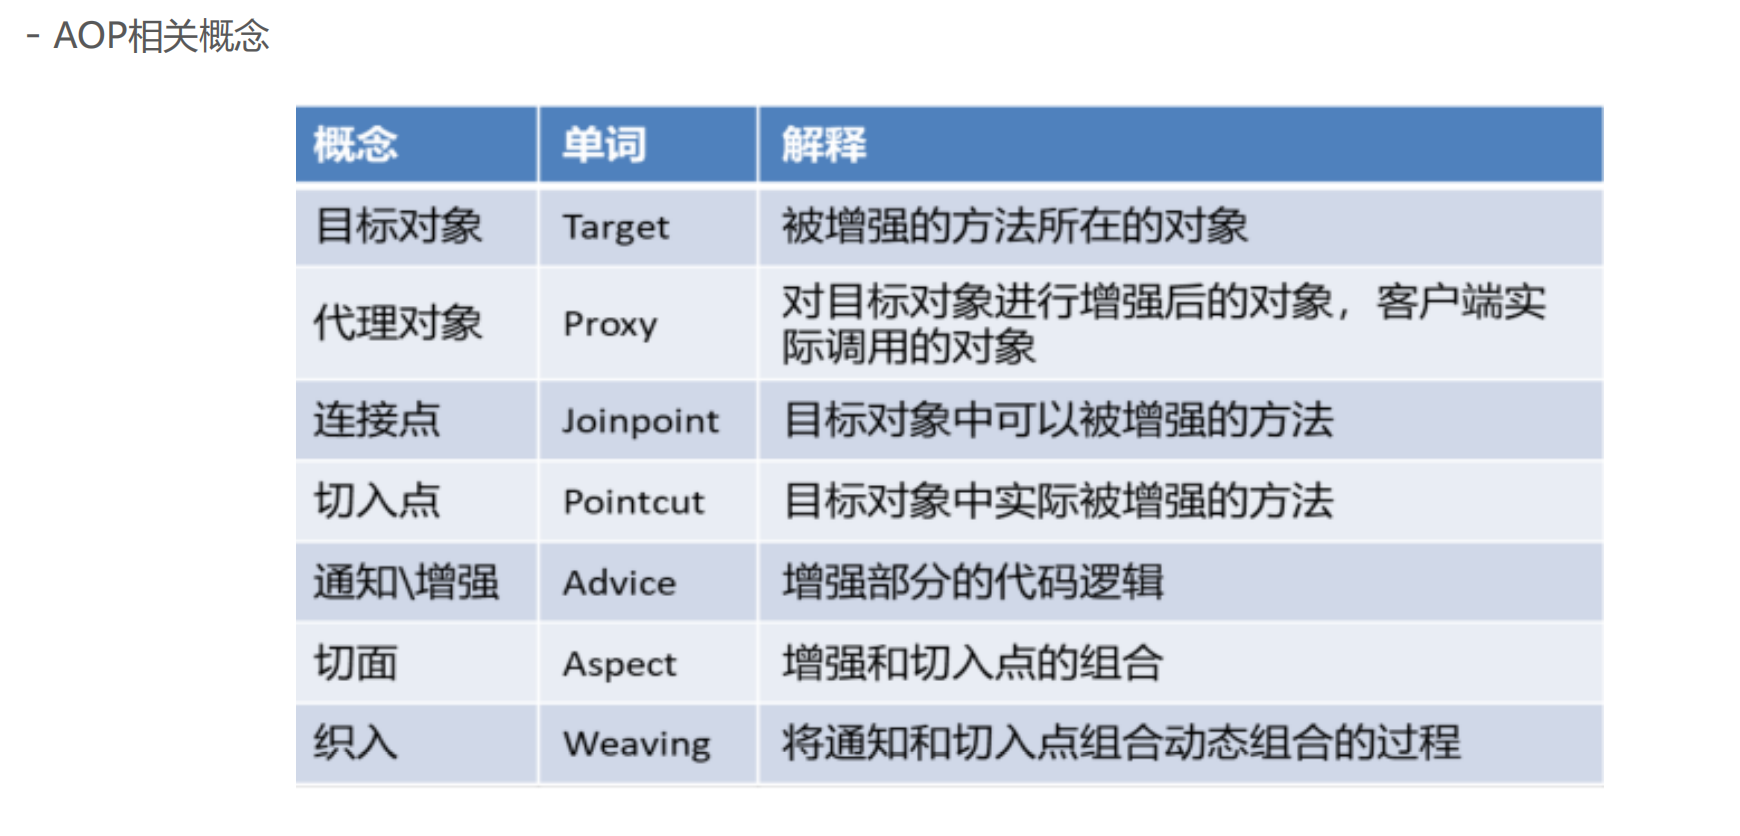 - AOP相关概念
概念 单词 解释
目标对象 Target 被增强的方法所在的对象
代理对象 Proxy 对目标对象进行增强后的对象，客户端实
际调用的对象
连接点 Joinpoint 目标对象中可以被增强的方法
切入点 Pointcut 目标对象中实际被增强的方法
通知\增强 Advice 增强部分的代码逻辑
切面 Aspect 增强和切入点的组合
织入 Weaving 将通知和切入点组合动态组合的过程